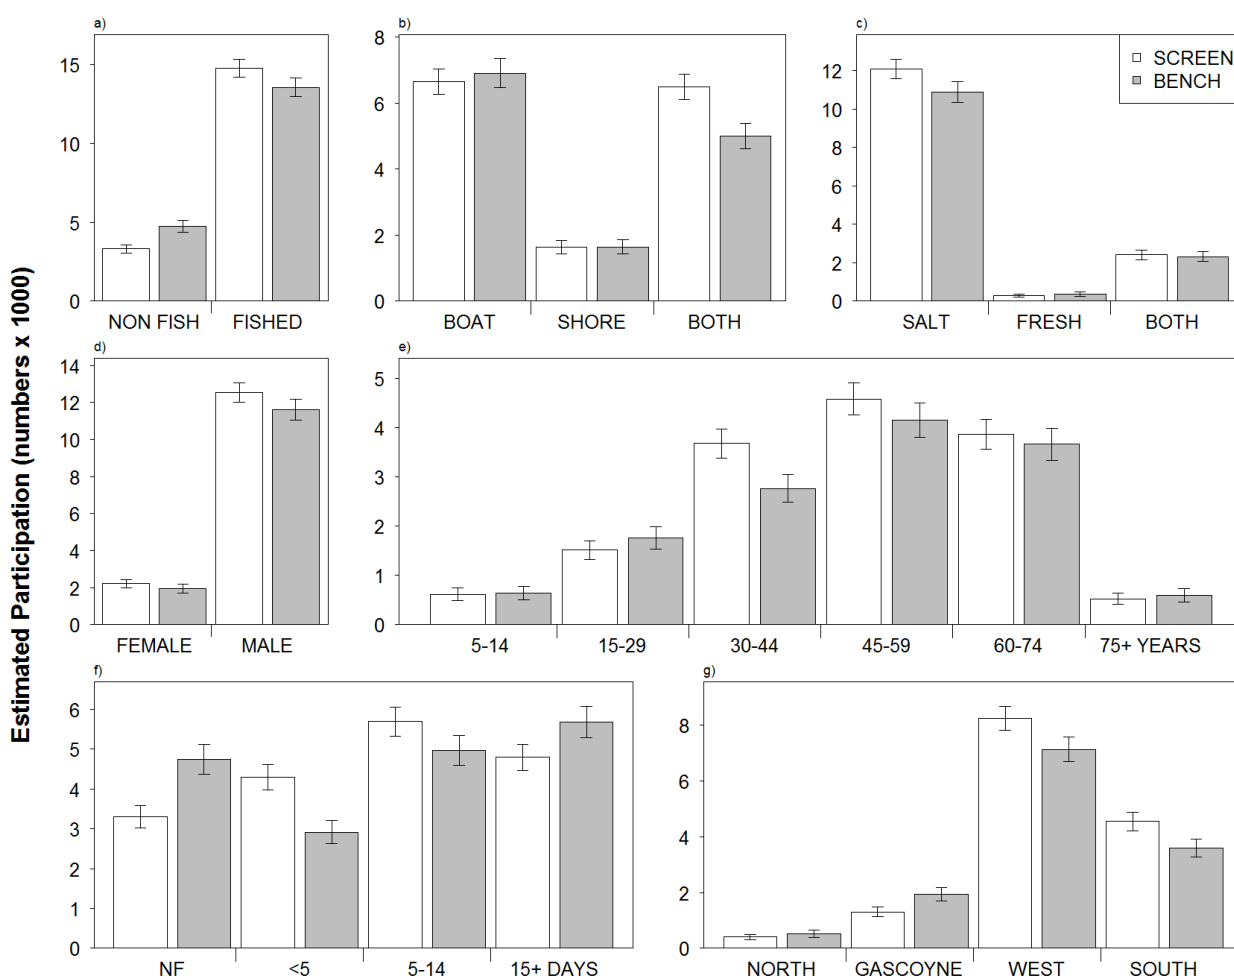 a)
15
10
5
0
NON FISH FISHED
b)
8
6
4
2
0
BOAT SHORE BOTH
c)
12
10
8
6
4
2
0
SALT FRESH BOTH
SCREEN
BENCH
Estimated Participation (numbers x 1000)
d)
14
12
10
8
6
4
2
0
FEMALE MALE
e)
5
4
3
2
1
0
5-14 15-29 30-44 45-59 60-74 75+ YEARS
f)
6
5
4
3
2
1
0
NF <5 5-14 15+ DAYS
g)
8
6
4
2
0
NORTH GASCOYNE WEST SOUTH